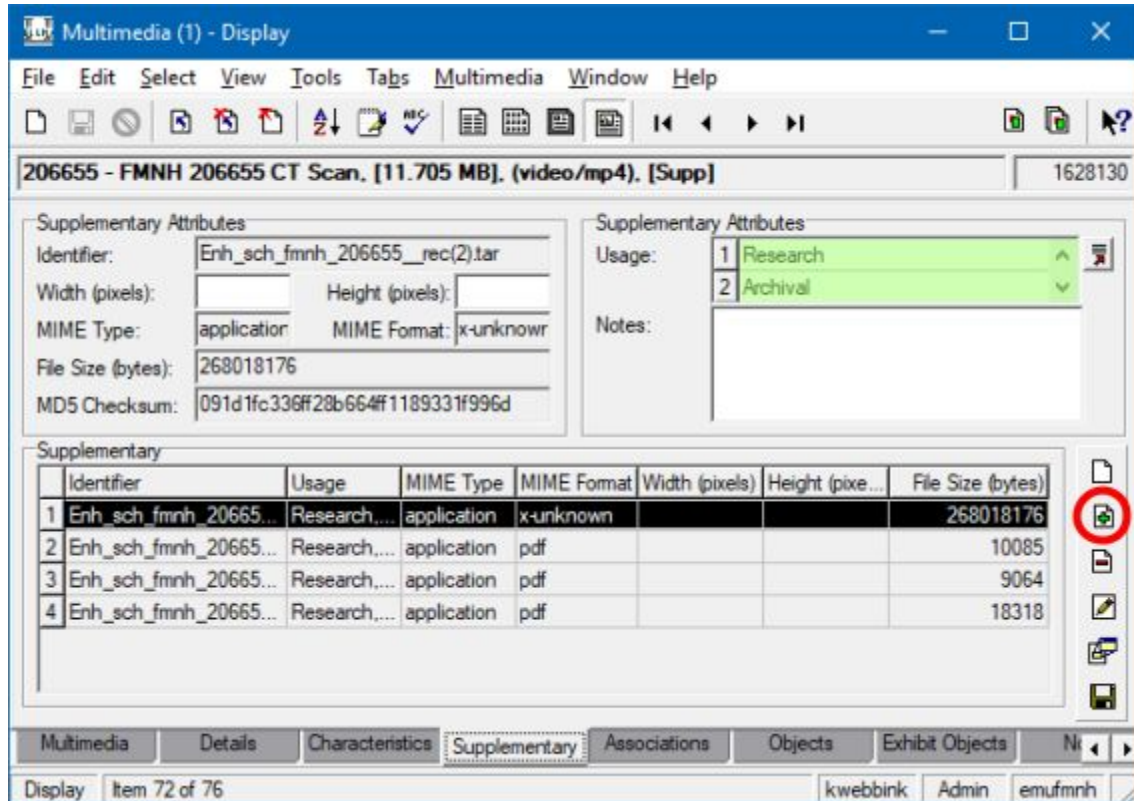 Multimedia (1) - Display
File Edit Select View Tools Tabs Multimedia Window Help
206655 - FMNH 206655 CT Scan, [11.705 MB], (video/mp4), [Supp] 1628130
Supplementary Attributes
Identifier: Enh_sch_fmnh_206655__rec(2).tar
Width (pixels): Height (pixels):
MIME Type: application MIME Format: x-unknowr
File Size (bytes): 268018176
MD5 Checksum: 091d1fc336ff28b664ff1189331f996d
Supplementary Attributes
Usage: 1 Research
2 Archival
Notes:
Supplementary
Identifier Usage MIME Type MIME Format Width (pixels) Height (pixe... File Size (bytes)
1 Enh_sch_fmnh_20665... Research,... application x-unknown 268018176
2 Enh_sch_fmnh_20665... Research,... application pdf 10085
3 Enh_sch_fmnh_20665... Research,... application pdf 9064
4 Enh_sch_fmnh_20665... Research,... application pdf 18318
Multimedia Details Characteristics Supplementary Associations Objects Exhibit Objects
Display Item 72 of 76 kwebbink Admin emufmnh